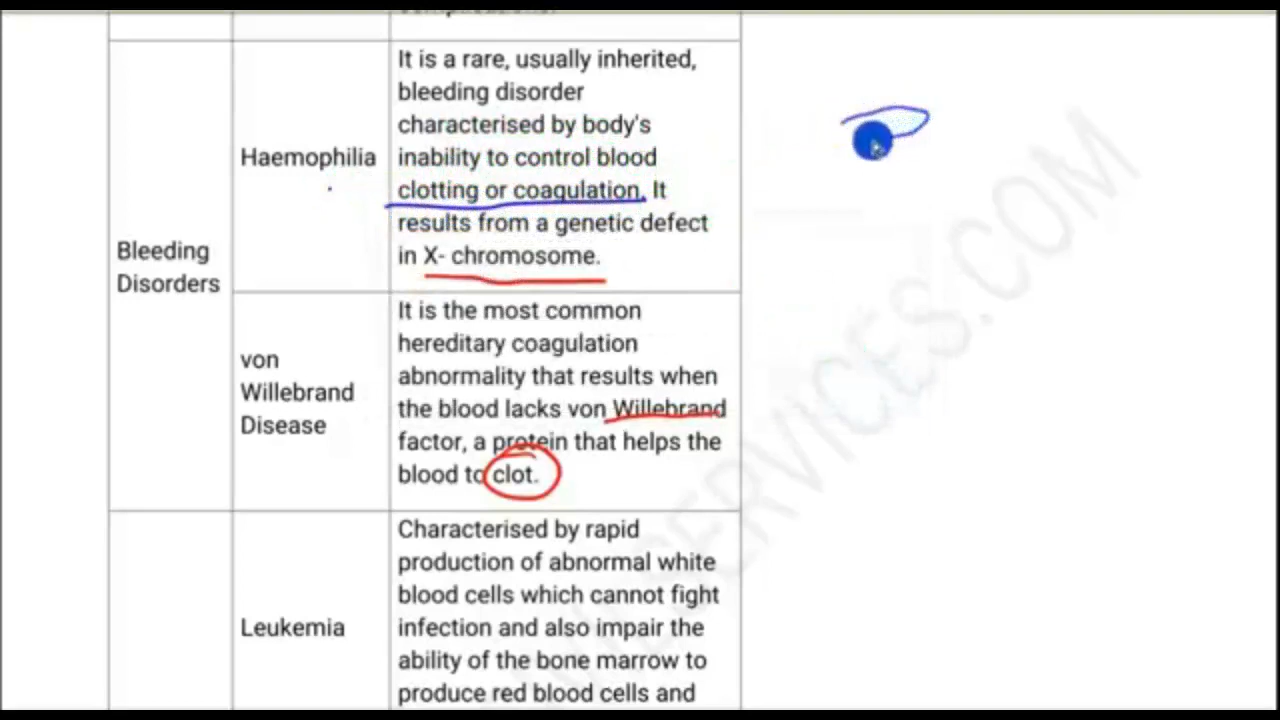 Haemophilia
It is a rare, usually inherited,
bleeding disorder
characterised by body's
inability to control blood
clotting or coagulation. It
results from a genetic defect
in X- chromosome.
Bleeding
Disorders
von
Willebrand
Disease
It is the most common
hereditary coagulation
abnormality that results when
the blood lacks von Willebrand
factor, a protein that helps the
blood to clot.
Leukemia
Characterised by rapid
production of abnormal white
blood cells which cannot fight
infection and also impair the
ability of the bone marrow to
produce red blood cells and